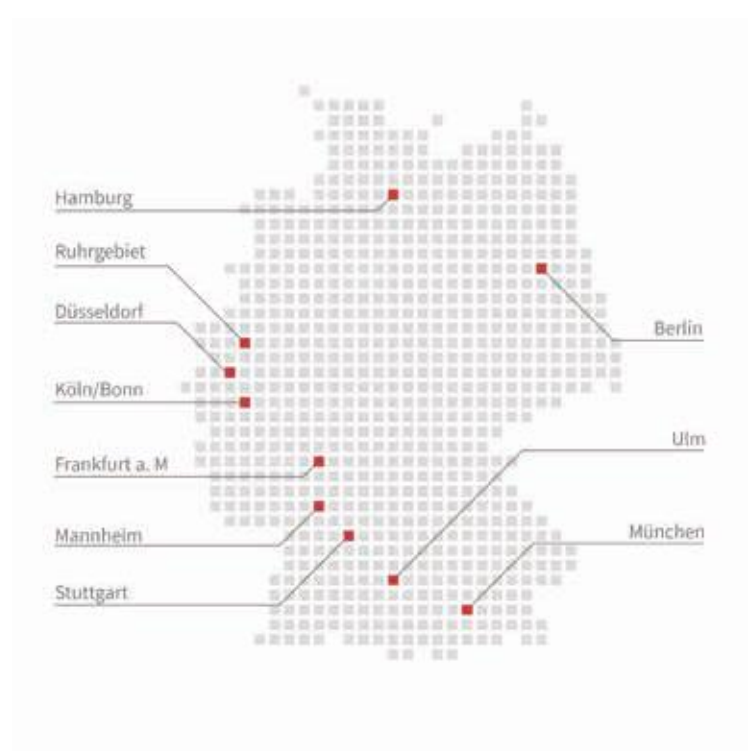 Hamburg
Ruhrgebiet
Düsseldorf
Köln/Bonn
Frankfurt a. M
Mannheim
Stuttgart
Berlin
Ulm
München